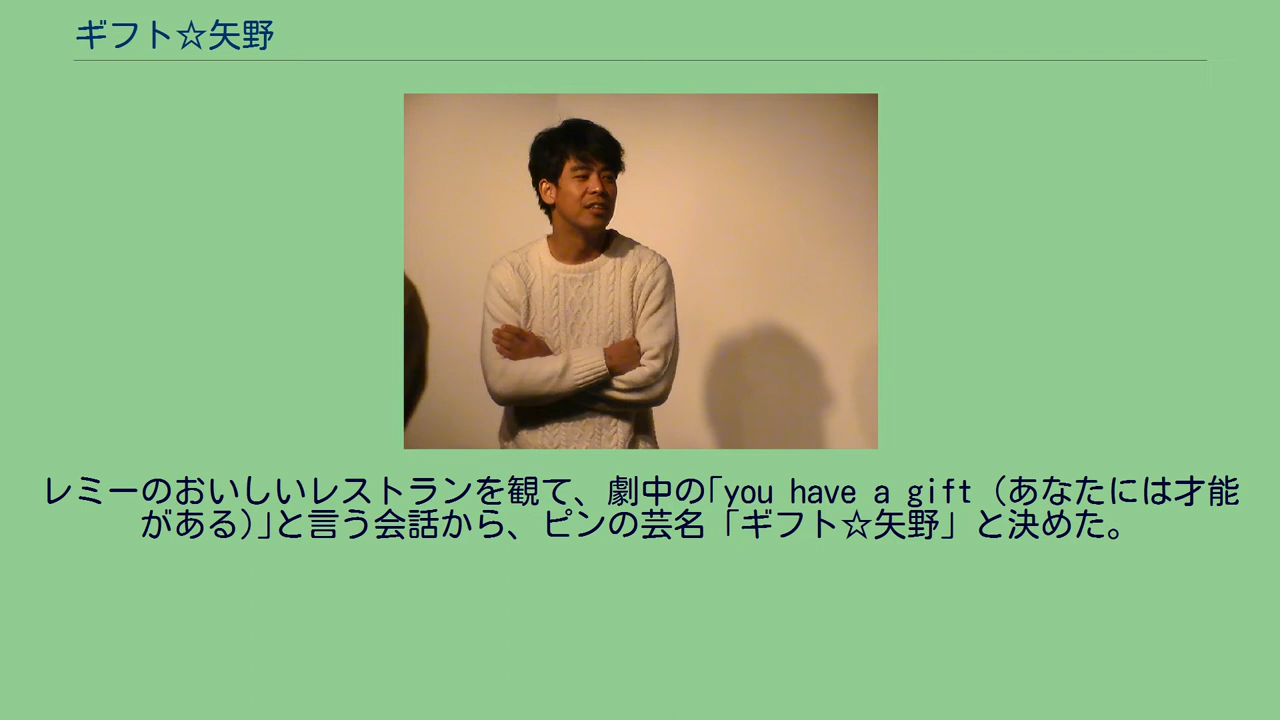 ギフト☆矢野
レミーのおいしいレストランを観て、劇中の｢you have a gift (あなたには才能
がある)｣と言う会話から、ピンの芸名「ギフト☆矢野」と決めた。